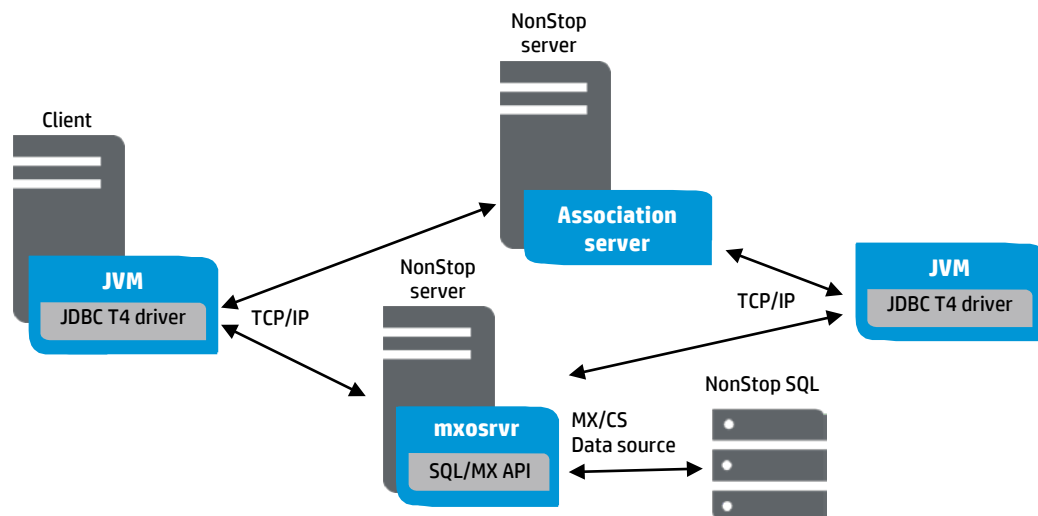 NonStop
server
Client
Association
server
JVM
JDBC T4 driver
TCP/IP
NonStop
server
TCP/IP
JVM
JDBC T4 driver
mxosrvr
SQL/MX API
MX/CS
Data source
NonStop SQL